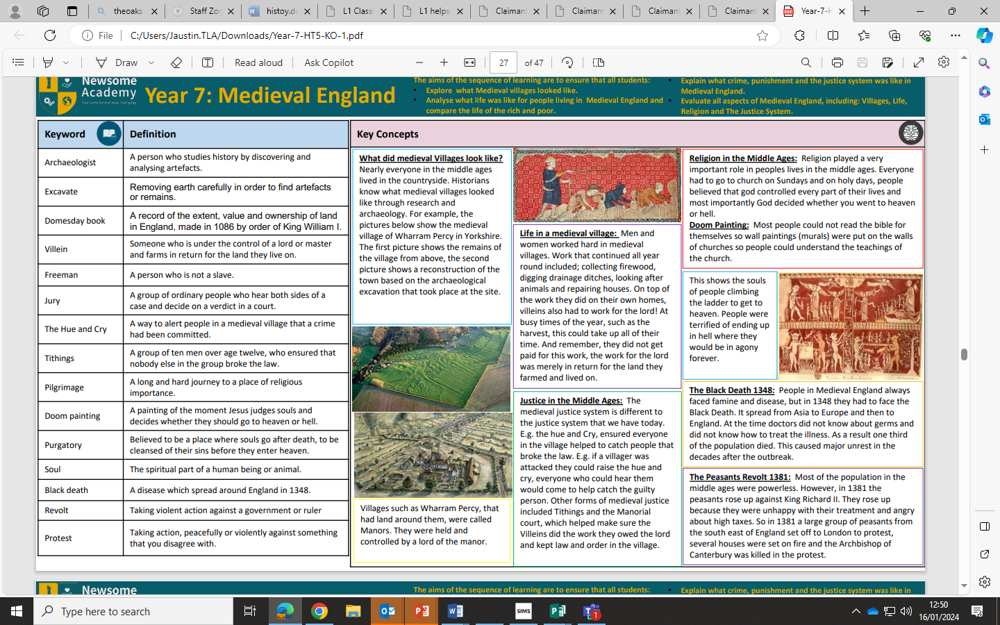 theoaks
Staff Zor
histoy.do
L1 Classi
L1 helps
Claimant
Claimant
Claimant
Claimant
Year-7-H
File
C:/Users/Jaustin.TLA/Downloads/Year-7-HT5-KO-1.pdf
Draw
Read aloud
Ask Copilot
27
of 47
Newsome
Academy
Everyone Exceptional Everyday
Year 7: Medieval England
The aims of the sequence of learning are to ensure that all students:
• Explore what Medieval villages looked like.
• Analyse what life was like for people living in Medieval England and
compare the life of the rich and poor.
• Explain what crime, punishment and the justice system was like in
Medieval England.
• Evaluate all aspects of Medieval England, including: Villages, Life,
Religion and The Justice System.
Keyword
Definition
Archaeologist
A person who studies history by discovering and
analysing artefacts.
Excavate
Removing earth carefully in order to find artefacts
or remains.
Domesday book
A record of the extent, value and ownership of land
in England, made in 1086 by order of King William I.
Villein
Someone who is under the control of a lord or master
and farms in return for the land they live on.
Freeman
A person who is not a slave.
Jury
A group of ordinary people who hear both sides of a
case and decide on a verdict in a court.
The Hue and Cry
A way to alert people in a medieval village that a crime
had been committed.
Tithings
A group of ten men over age twelve, who ensured that
nobody else in the group broke the law.
Pilgrimage
A long and hard journey to a place of religious
importance.
Doom painting
A painting of the moment Jesus judges souls and
decides whether they should go to heaven or hell.
Purgatory
Believed to be a place where souls go after death, to be
cleansed of their sins before they enter heaven.
Soul
The spiritual part of a human being or animal.
Black death
A disease which spread around England in 1348.
Revolt
Taking violent action against a government or ruler
Protest
Taking action, peacefully or violently against something
that you disagree with.
Key Concepts
What did medieval Villages look like?
Nearly everyone in the middle ages
lived in the countryside. Historians
know what medieval villages looked
like through research and
archaeology. For example, the
pictures below show the medieval
village of Wharram Percy in Yorkshire.
The first picture shows the remains of
the village from above, the second
picture shows a reconstruction of the
town based on the archaeological
excavation that took place at the site.
Villages such as Wharram Percy, that
had land around them, were called
Manors. They were held and
controlled by a lord of the manor.
Life in a medieval village: Men and
women worked hard in medieval
villages. Work that continued all year
round included; collecting firewood,
digging drainage ditches, looking after
animals and repairing houses. On top of
the work they did on their own homes,
villeins also had to work for the lord! At
busy times of the year, such as the
harvest, this could take up all of their
time. And remember, they did not get
paid for this work, the work for the lord
was merely in return for the land they
farmed and lived on.
Justice in the Middle Ages: The
medieval justice system is different to
the justice system that we have today.
E.g. the hue and Cry, ensured everyone
in the village helped to catch people that
broke the law. E.g. if a villager was
attacked they could raise the hue and
cry, everyone who could hear them
would come to help catch the guilty
person. Other forms of medieval justice
included Tithings and the Manorial
court, which helped make sure the
Villeins did the work they owed the lord
and kept law and order in the village.
Religion in the Middle Ages: Religion played a very
important role in peoples lives in the middle ages. Everyone
had to go to church on Sundays and on holy days, people
believed that god controlled every part of their lives and
most importantly God decided whether you went to heaven
or hell.
Doom Painting: Most people could not read the bible for
themselves so wall paintings (murals) were put on the walls
of churches so people could understand the teachings of
the church.
This shows the souls
of people climbing
the ladder to get to
heaven. People were
terrified of ending up
in hell where they
would be in agony
forever.
The Black Death 1348: People in Medieval England always
faced famine and disease, but in 1348 they had to face the
Black Death. It spread from Asia to Europe and then to
England. At the time doctors did not know about germs and
did not know how to treat the illness. As a result one third
of the population died. This caused major unrest in the
decades after the outbreak.
The Peasants Revolt 1381: Most of the population in the
middle ages were powerless. However, in 1381 the
peasants rose up against King Richard II. They rose up
because they were unhappy with their treatment and angry
about high taxes. So in 1381 a large group of peasants from
the south east of England set off to London to protest,
several houses were set on fire and the Archbishop of
Canterbury was killed in the protest.
Newsome
The aims of the sequence of learning are to ensure that all students:
• Explain what crime, punishment and the justice system was like in
Type here to search
SIMS
1
12:50
16/01/2024